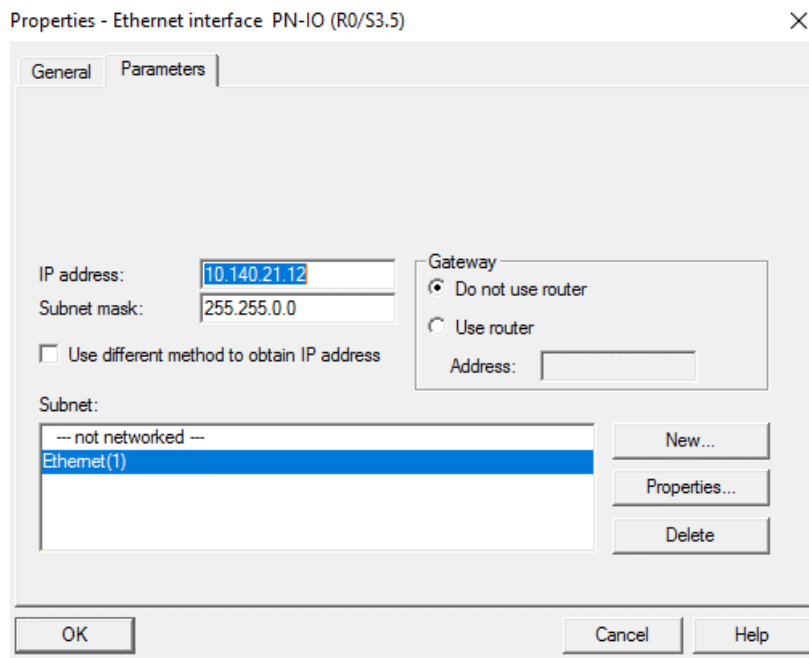 Properties - Ethernet interface PN-IO (R0/S3.5)
General
Parameters
IP address:
10.140.21.12
Subnet mask:
255.255.0.0
Use different method to obtain IP address
Gateway
Do not use router
Use router
Address:
Subnet:
--- not networked ---
Ethernet(1)
New...
Properties...
Delete
OK
Cancel
Help